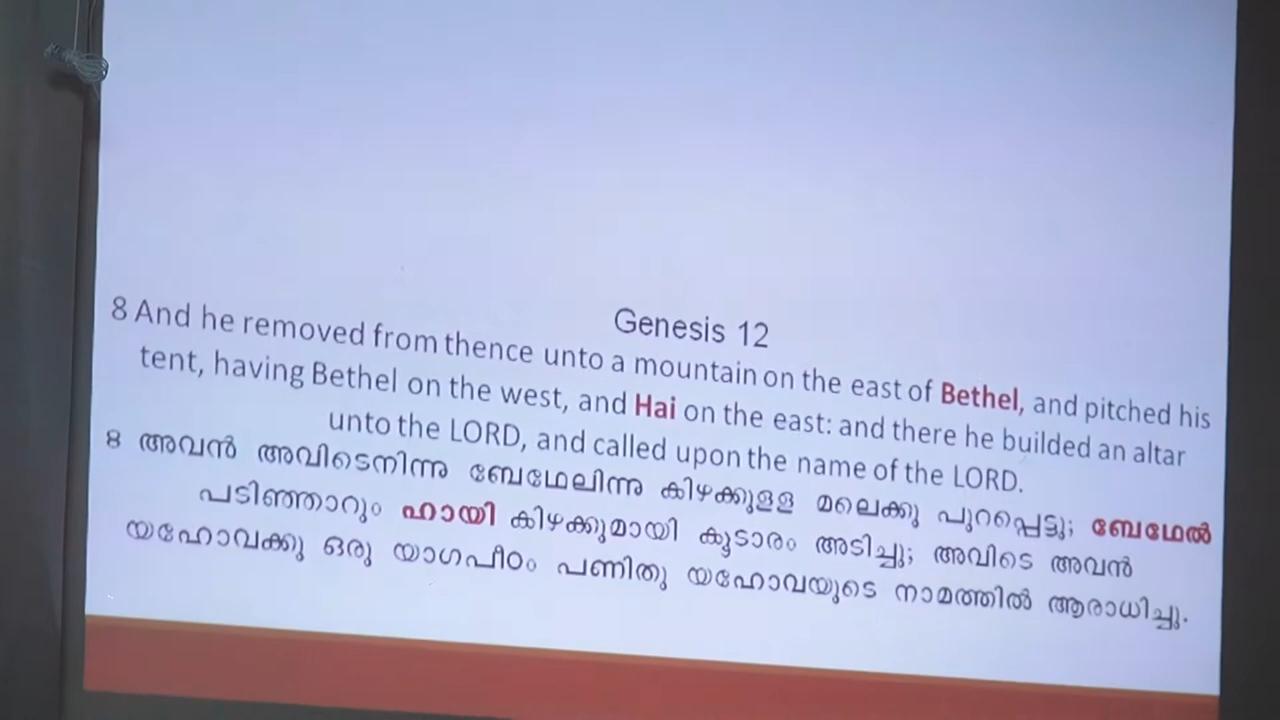 Genesis 12
8 And he removed from thence unto a mountain on the east of Bethel, and pitched his
tent, having Bethel on the west, and Hai on the east: and there he builded an altar
unto the LORD, and called upon the name of the LORD.
8 അവൻ അവിടെനിന്നു ബേഥേലിന്നു കിഴക്കുള്ള മലെക്കു പുറപ്പെട്ടു; ബേഥേൽ
പടിഞ്ഞാറും ഹായി കിഴക്കുമായി കൂടാരം അടിച്ചു; അവിടെ അവൻ
യഹോവക്കു ഒരു യാഗപീഠം പണിതു യഹോവയുടെ നാമത്തിൽ ആരാധിച്ചു.